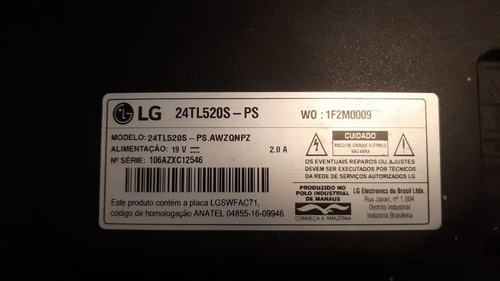 LG 24TL520S-PS WO:1F2M0009
MODELO: 24TL520S-PS.AWZQNPZ
ALIMENTAÇÃO: 19 V 2.0 A
Nº SÉRIE: 106AZXC12546
CUIDADO
RISCO DE CHOQUE ELÉTRICO
NÃO ABRA
OS EVENTUAIS REPAROS OU AJUSTES
DEVEM SER EXECUTADOS POR TÉCNICOS
DA REDE DE SERVIÇOS AUTORIZADOS LG
Este produto contém a placa LGSWFAC71,
código de homologação ANATEL 04855-16-09946
PRODUZIDO NO
POLO INDUSTRIAL
DE MANAUS
CONHEÇA A AMAZÔNIA
LG Electronics do Brasil Ltda.
Rua Javari, nº 1.004
Distrito Industrial
Indústria Brasileira